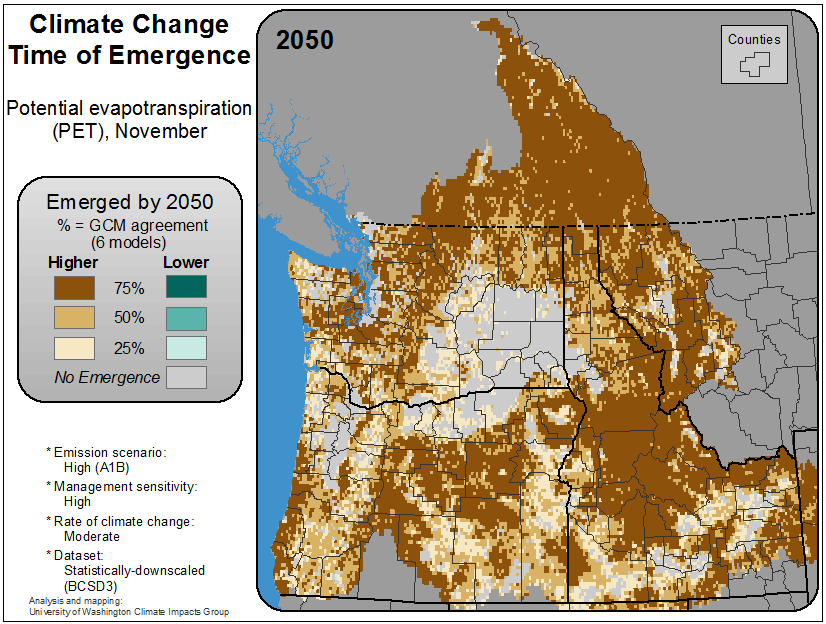 Climate Change
Time of Emergence
Potential evapotranspiration
(PET), November
Emerged by 2050
% = GCM agreement
(6 models)
Higher Lower
75%
50%
25%
No Emergence
* Emission scenario:
High (A1B)
* Management sensitivity:
High
* Rate of climate change:
Moderate
* Dataset:
Statistically-downscaled
(BCSD3)
Analysis and mapping:
University of Washington Climate Impacts Group
2050
Counties